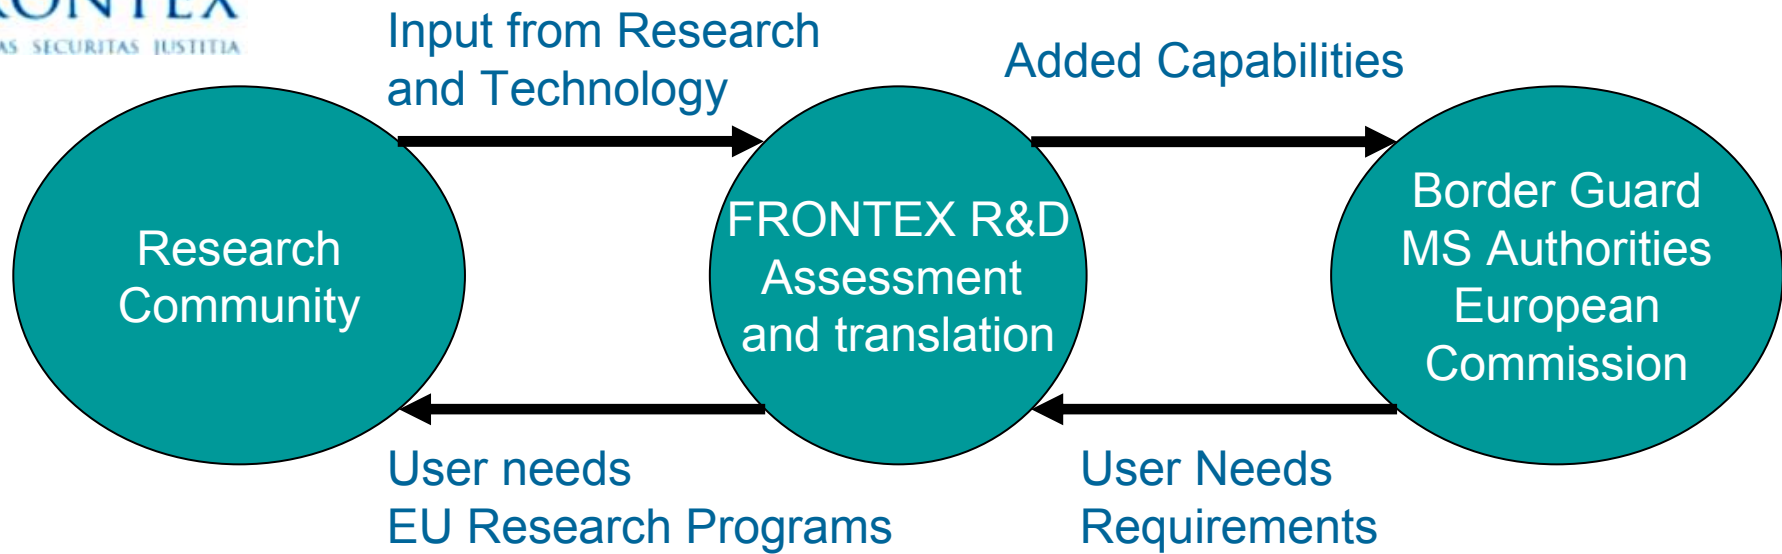 SECURITAS JUSTITIA
Input from Research
and Technology
Added Capabilities
Research
Community
FRONTEX R&D
Assessment
and translation
Border Guard
MS Authorities
European
Commission
User needs
EU Research Programs
User Needs
Requirements